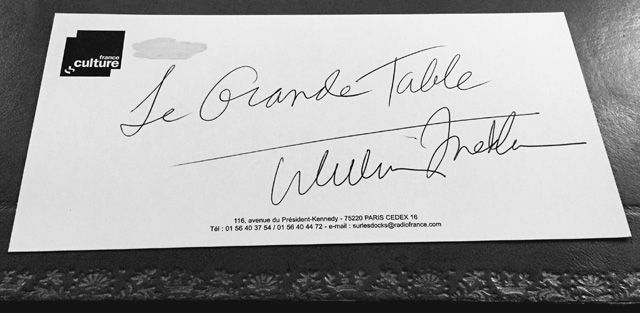 france
culture
Le Grande Table
116, avenue du Président-Kennedy - 75220 PARIS CEDEX 16
Tél : 01 56 40 37 54 / 01 56 40 44 72 - e-mail : surlesdocks@radiofrance.com